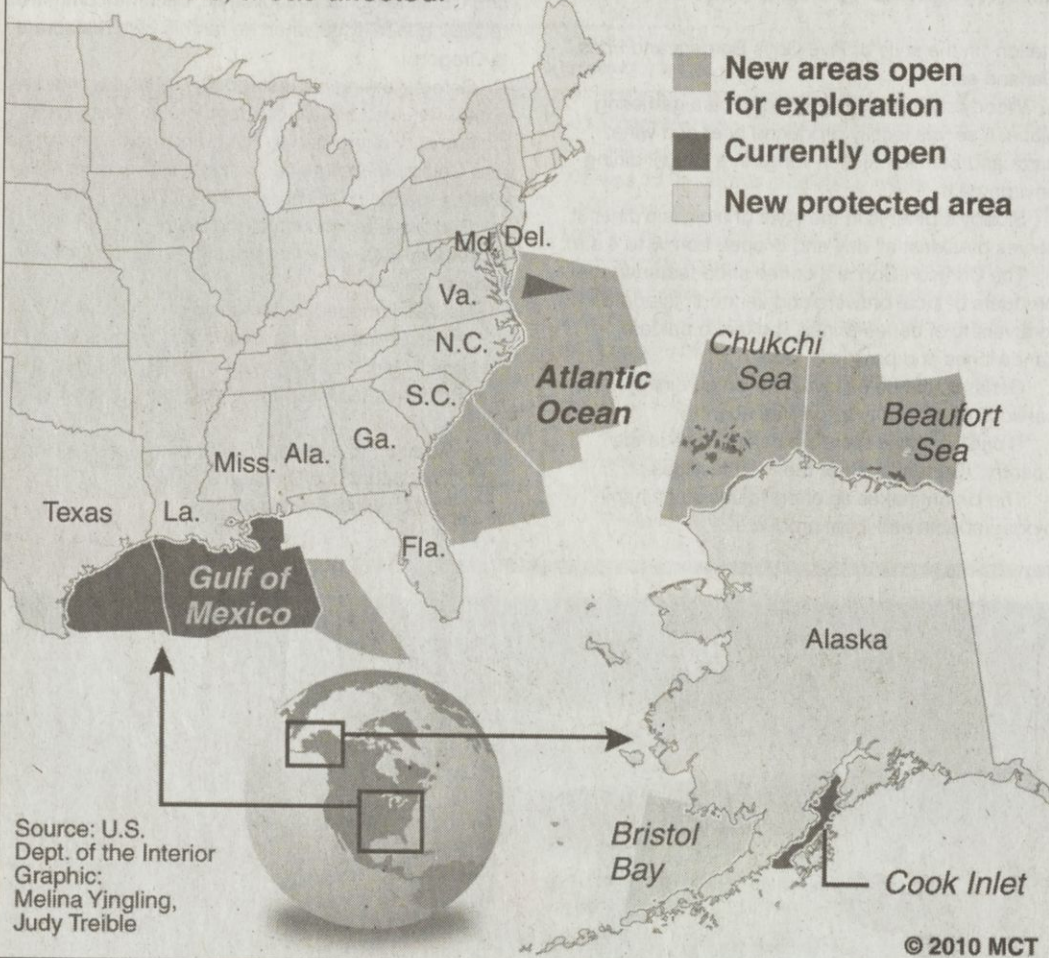 New areas open
for exploration
Currently open
New protected area
Md.
Del.
Va.
N.C.
S.C.
Ga.
Ala.
Miss.
La.
Texas
Fla.
Atlantic
Ocean
Chukchi
Sea
Beaufort
Sea
Gulf of
Mexico
Alaska
Bristol
Bay
Cook Inlet
Source: U.S.
Dept. of the Interior
Graphic:
Melina Yingling,
Judy Treible
© 2010 MCT